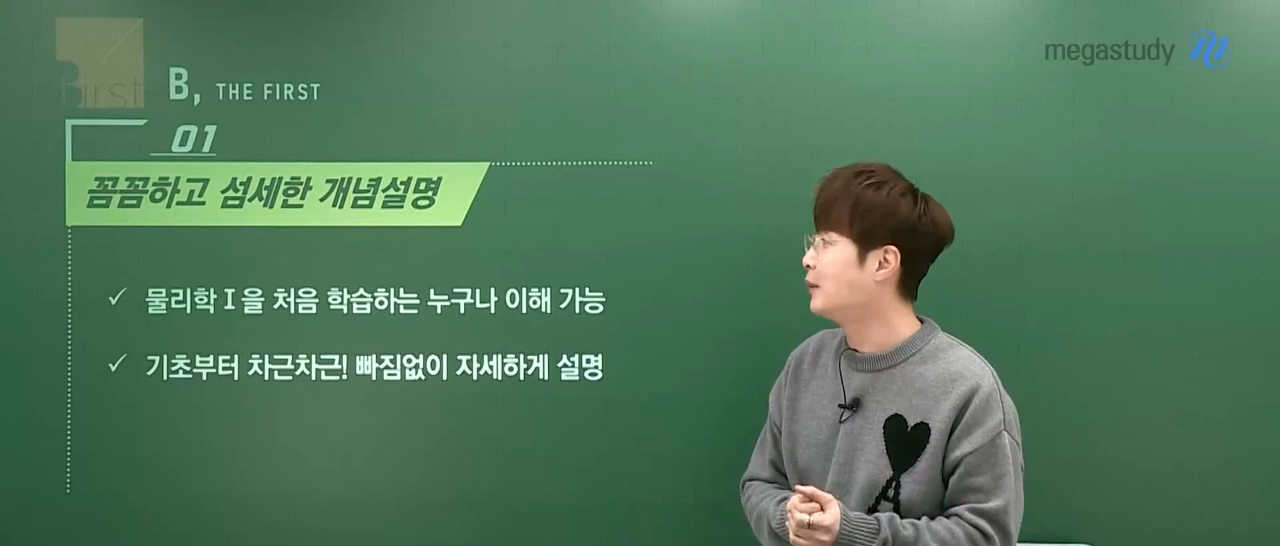 megastudy
First
B, THE FIRST
01
꼼꼼하고 섬세한 개념설명
✓ 물리학 I 을 처음 학습하는 누구나 이해 가능
✓ 기초부터 차근차근! 빠짐없이 자세하게 설명
A